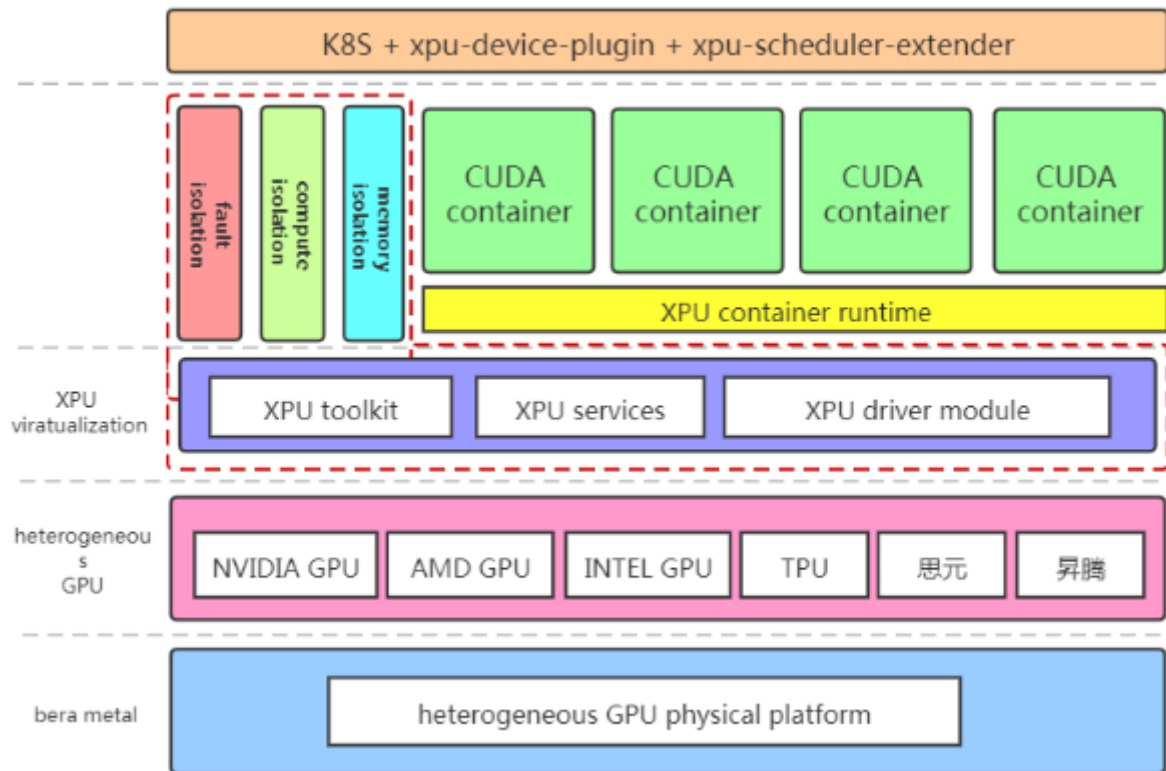 K8S + xpu-device-plugin + xpu-scheduler-extender
fault
isolation
compute
isolation
memory
isolation
CUDA
container
CUDA
container
CUDA
container
CUDA
container
XPU container runtime
XPU
viratualization
XPU toolkit
XPU services
XPU driver module
heterogeneou
s
GPU
NVIDIA GPU
AMD GPU
INTEL GPU
TPU
思元
昇腾
bera metal
heterogeneous GPU physical platform